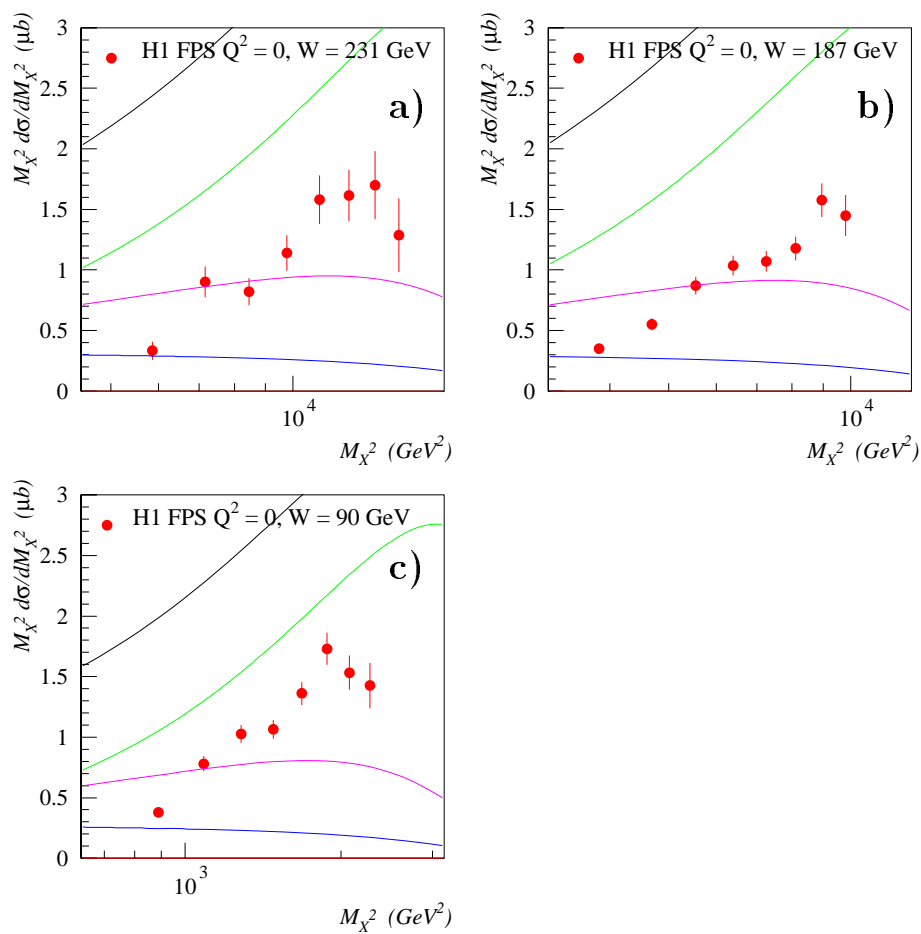 M_X² dσ/dM_X² (μb)
H1 FPS Q² = 0, W = 231 GeV
a)
3
2.5
2
1.5
1
0.5
0
10⁴
M_X² (GeV²)
M_X² dσ/dM_X² (μb)
H1 FPS Q² = 0, W = 187 GeV
b)
3
2.5
2
1.5
1
0.5
0
10⁴
M_X² (GeV²)
M_X² dσ/dM_X² (μb)
H1 FPS Q² = 0, W = 90 GeV
c)
3
2.5
2
1.5
1
0.5
0
10³
M_X² (GeV²)